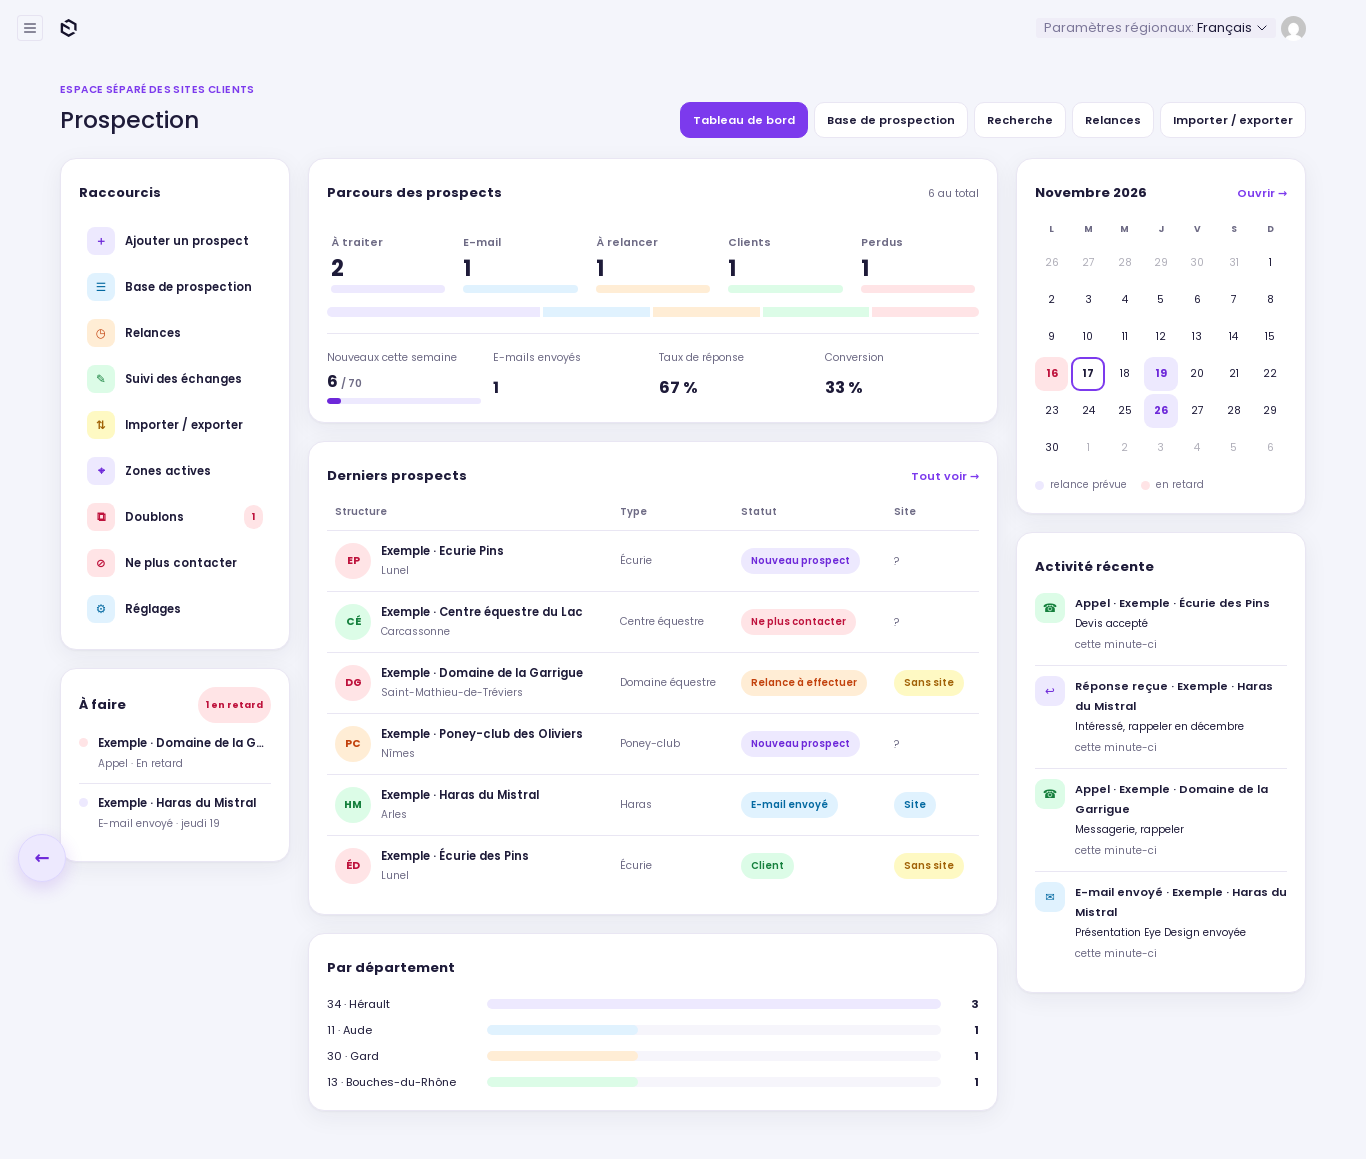 Paramètres régionaux: Français
ESPACE SÉPARÉ DES SITES CLIENTS
Prospection
Tableau de bord
Base de prospection
Recherche
Relances
Importer / exporter
Raccourcis
+ Ajouter un prospect
☰ Base de prospection
◷ Relances
✎ Suivi des échanges
⇅ Importer / exporter
✦ Zones actives
⧉ Doublons 1
⊘ Ne plus contacter
⚙ Réglages
À faire
1 en retard
Exemple · Domaine de la G…
Appel · En retard
Exemple · Haras du Mistral
E-mail envoyé · jeudi 19
←
Parcours des prospects
6 au total
À traiter E-mail À relancer Clients Perdus
2 1 1 1 1
Nouveaux cette semaine E-mails envoyés Taux de réponse Conversion
6 / 70 1 67 % 33 %
Derniers prospects
Tout voir →
Structure Type Statut Site
EP Exemple · Ecurie Pins Écurie Nouveau prospect ?
Lunel
CÉ Exemple · Centre équestre du Lac Centre équestre Ne plus contacter ?
Carcassonne
DG Exemple · Domaine de la Garrigue Domaine équestre Relance à effectuer Sans site
Saint-Mathieu-de-Tréviers
PC Exemple · Poney-club des Oliviers Poney-club Nouveau prospect ?
Nîmes
HM Exemple · Haras du Mistral Haras E-mail envoyé Site
Arles
ÉD Exemple · Écurie des Pins Écurie Client Sans site
Lunel
Par département
34 · Hérault 3
11 · Aude 1
30 · Gard 1
13 · Bouches-du-Rhône 1
Novembre 2026
Ouvrir →
L M M J V S D
26 27 28 29 30 31 1
2 3 4 5 6 7 8
9 10 11 12 13 14 15
16 17 18 19 20 21 22
23 24 25 26 27 28 29
30 1 2 3 4 5 6
relance prévue en retard
Activité récente
☎ Appel · Exemple · Écurie des Pins
Devis accepté
cette minute-ci
↩ Réponse reçue · Exemple · Haras
du Mistral
Intéressé, rappeler en décembre
cette minute-ci
☎ Appel · Exemple · Domaine de la
Garrigue
Messagerie, rappeler
cette minute-ci
✉ E-mail envoyé · Exemple · Haras du
Mistral
Présentation Eye Design envoyée
cette minute-ci